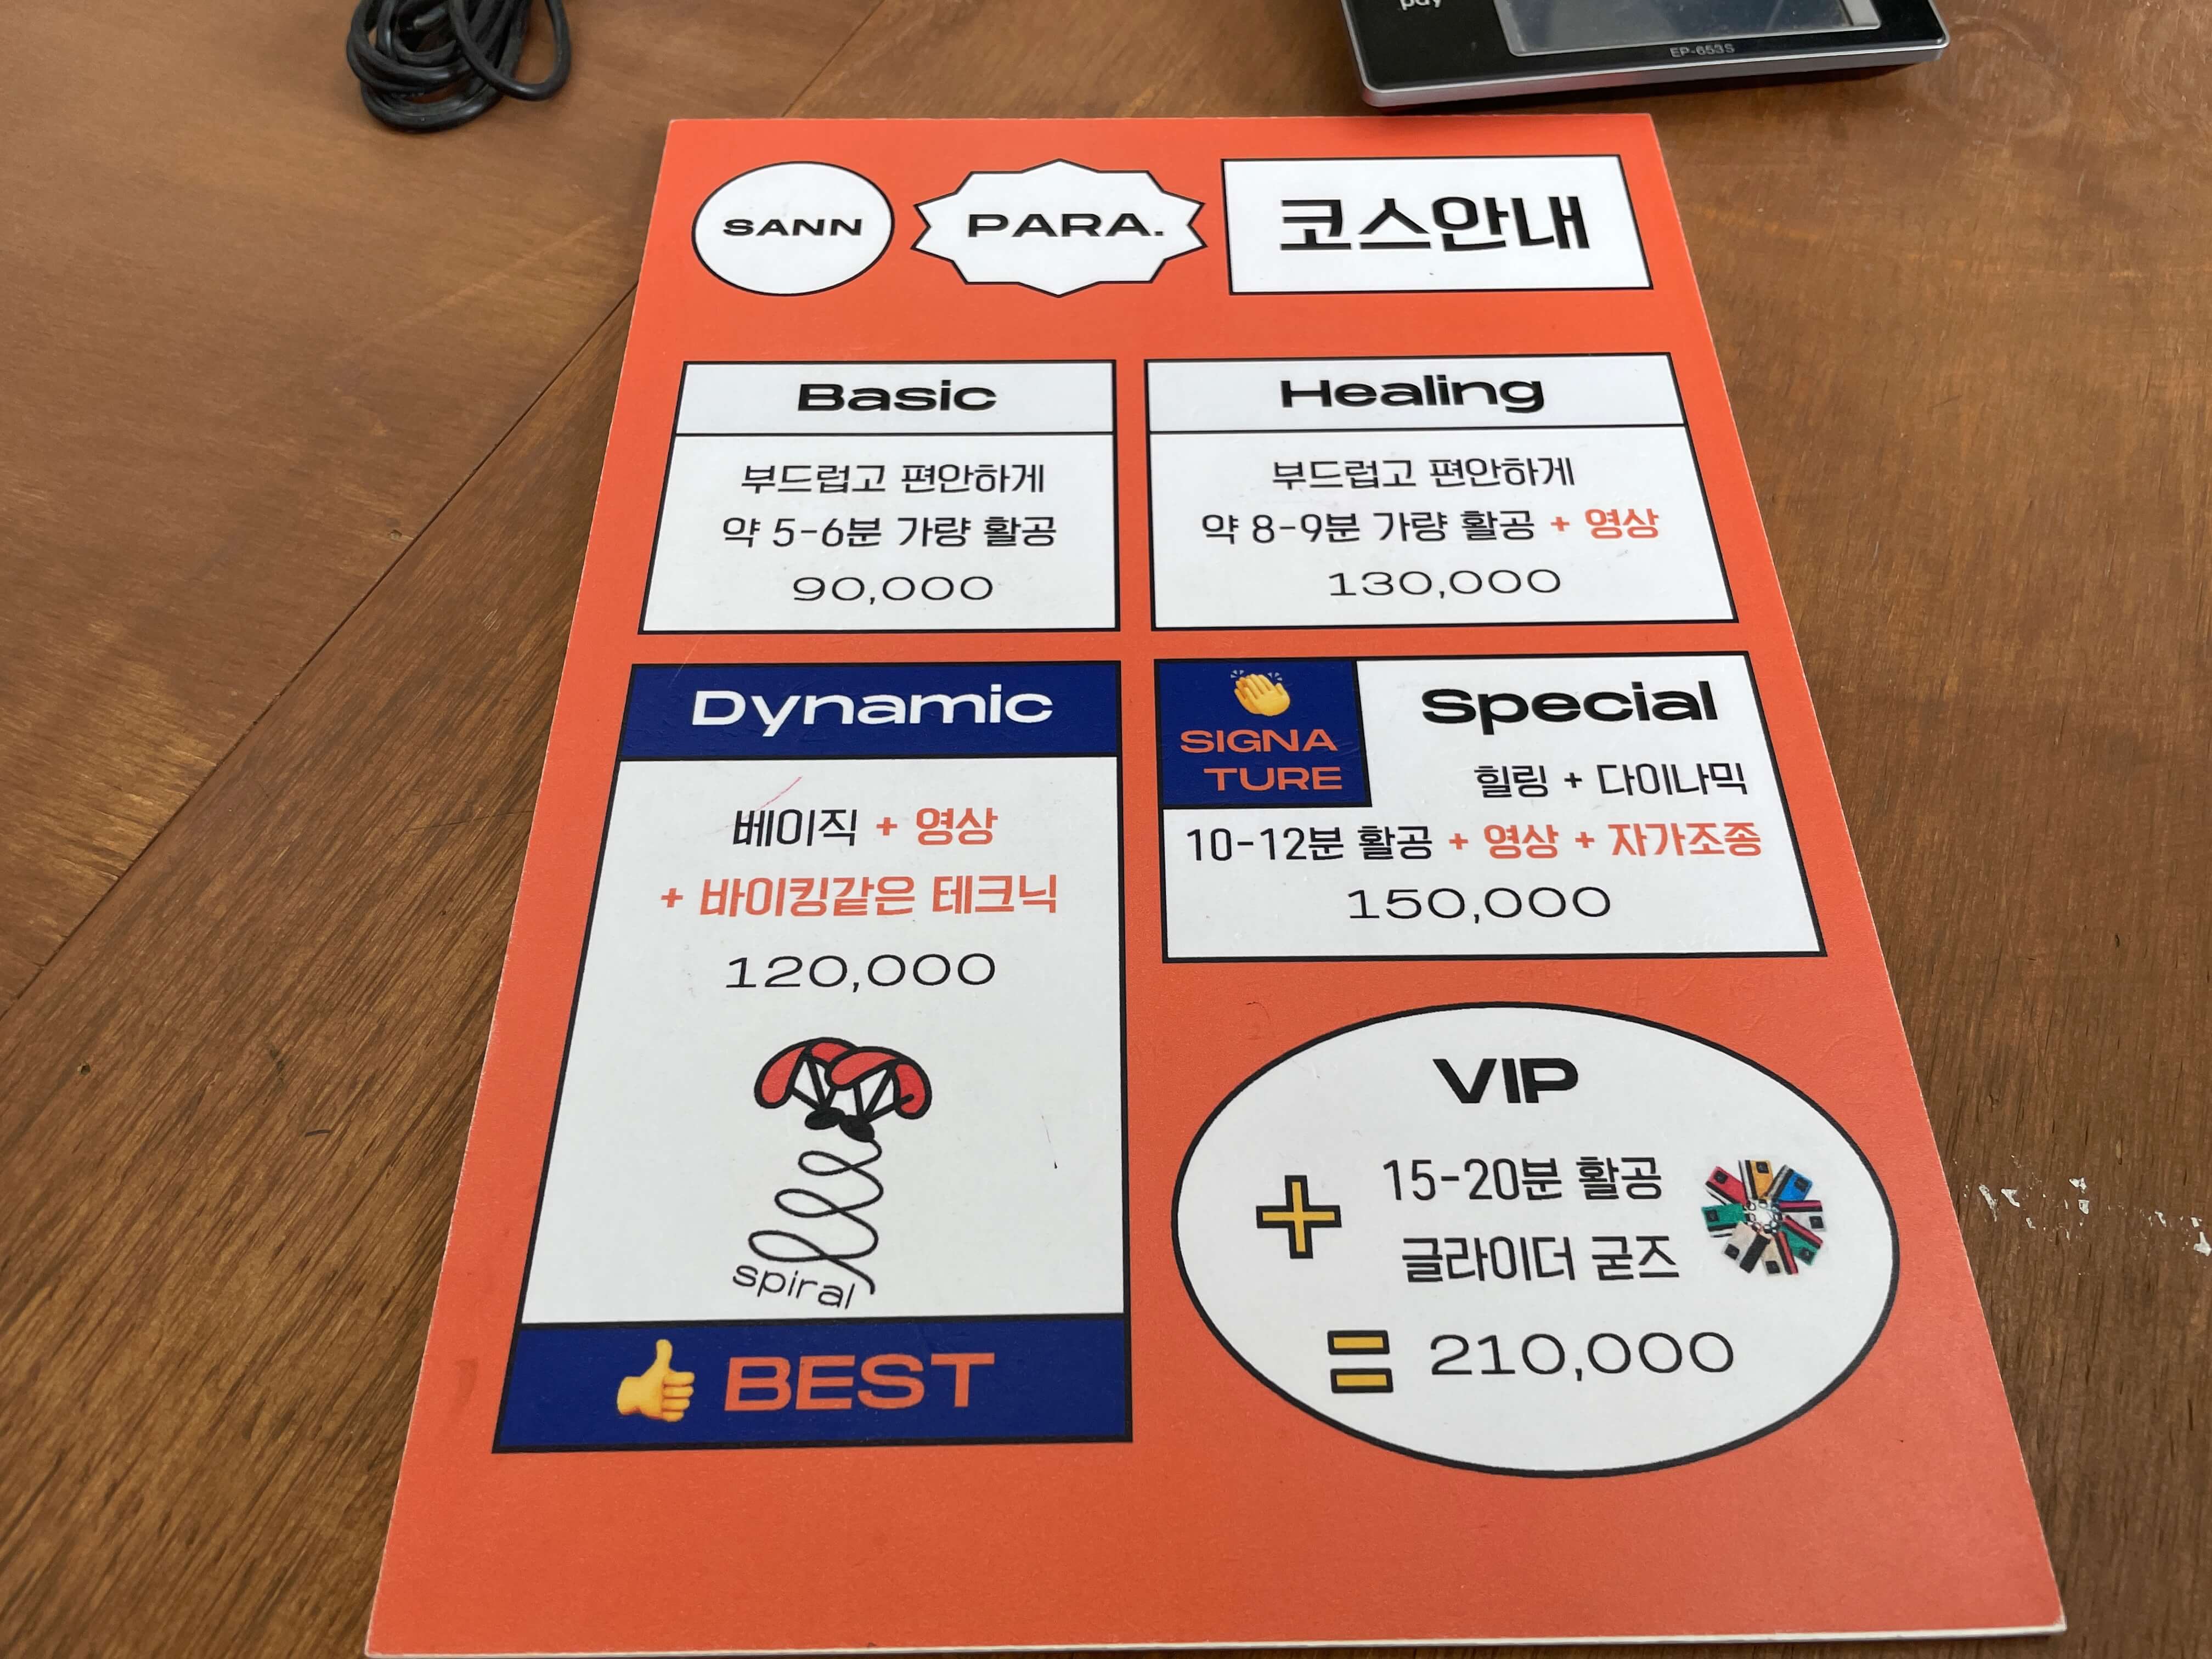 pay
EP-653S
SANN
PARA.
코스안내
Basic
부드럽고 편안하게
약 5-6분 가량 활공
90,000
Healing
부드럽고 편안하게
약 8-9분 가량 활공 + 영상
130,000
Dynamic
베이직 + 영상
+ 바이킹같은 테크닉
120,000
spiral
👍 BEST
👏
SIGNA
TURE
Special
힐링 + 다이나믹
10-12분 활공 + 영상 + 자가조종
150,000
VIP
+ 15-20분 활공
글라이더 굳즈
= 210,000